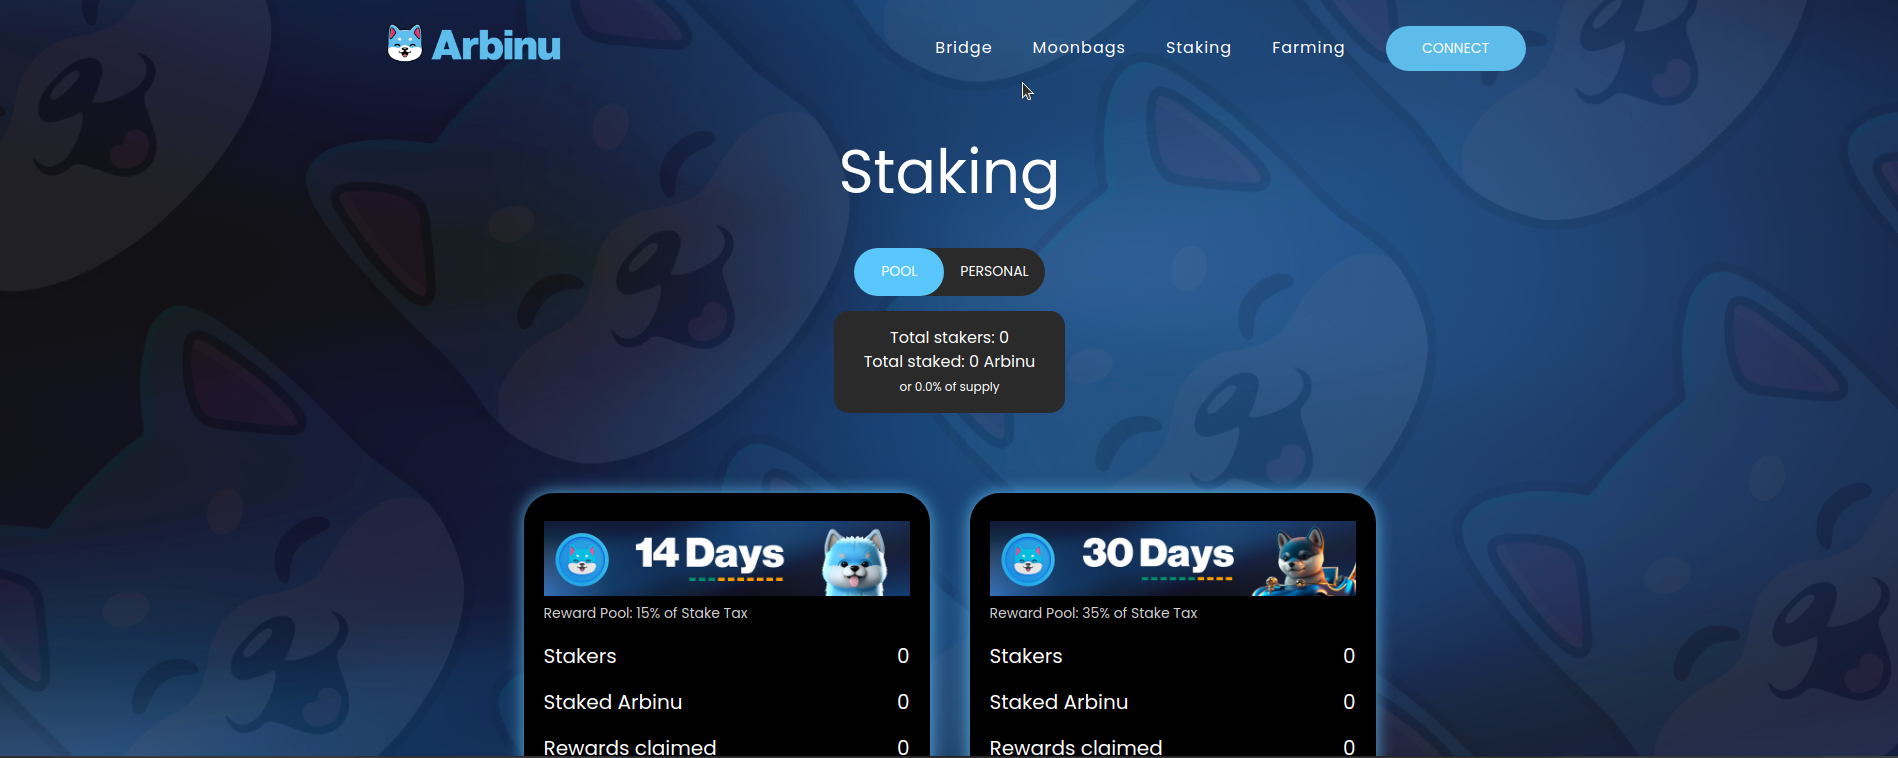 Arbinu
Bridge Moonbags Staking Farming CONNECT
Staking
POOL PERSONAL
Total stakers: 0
Total staked: 0 Arbinu
or 0.0% of supply
14 Days
Reward Pool: 15% of Stake Tax
Stakers 0
Staked Arbinu 0
Rewards claimed 0
30 Days
Reward Pool: 35% of Stake Tax
Stakers 0
Staked Arbinu 0
Rewards claimed 0